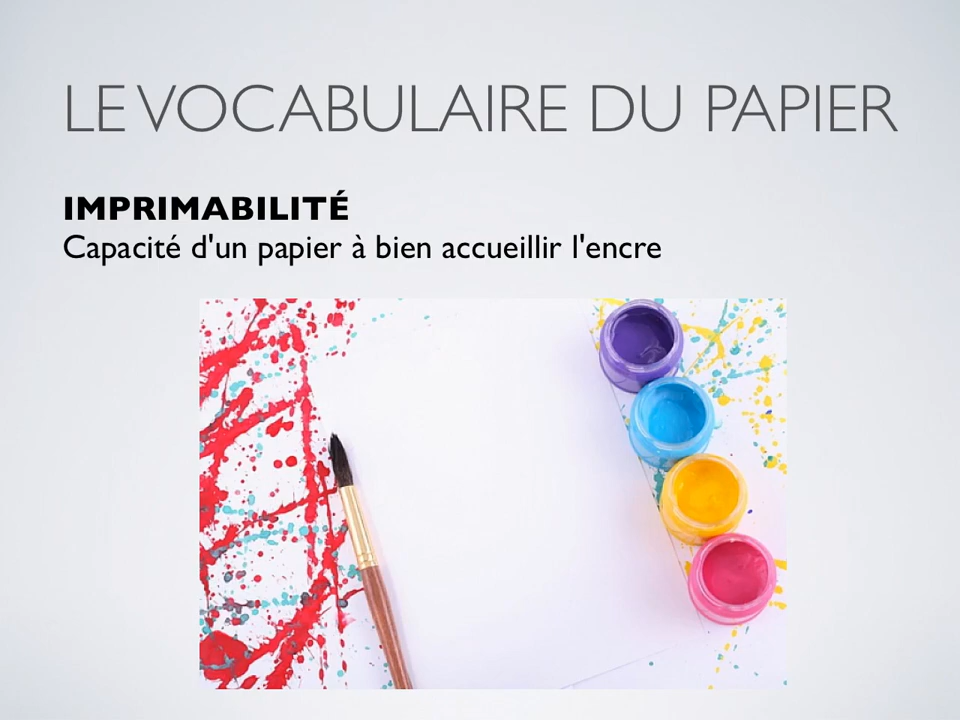 LE VOCABULAIRE DU PAPIER
IMPRIMABILITÉ
Capacité d'un papier à bien accueillir l'encre